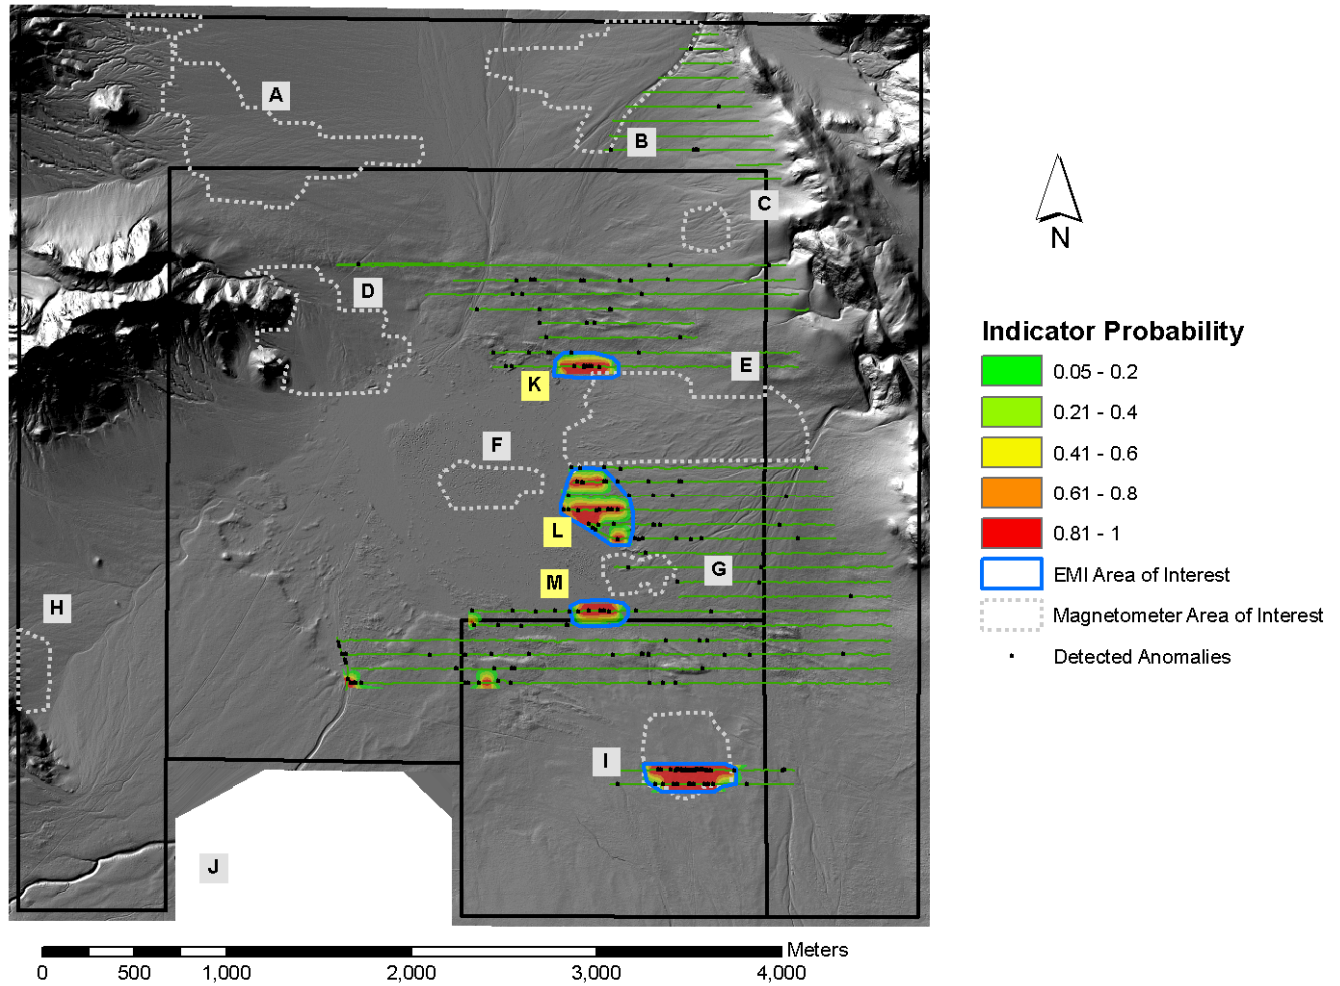 A
B
C
D
E
K
F
L
G
M
H
I
J
N
Indicator Probability
0.05 - 0.2
0.21 - 0.4
0.41 - 0.6
0.61 - 0.8
0.81 - 1
EMI Area of Interest
Magnetometer Area of Interest
Detected Anomalies
Meters
0 500 1,000 2,000 3,000 4,000